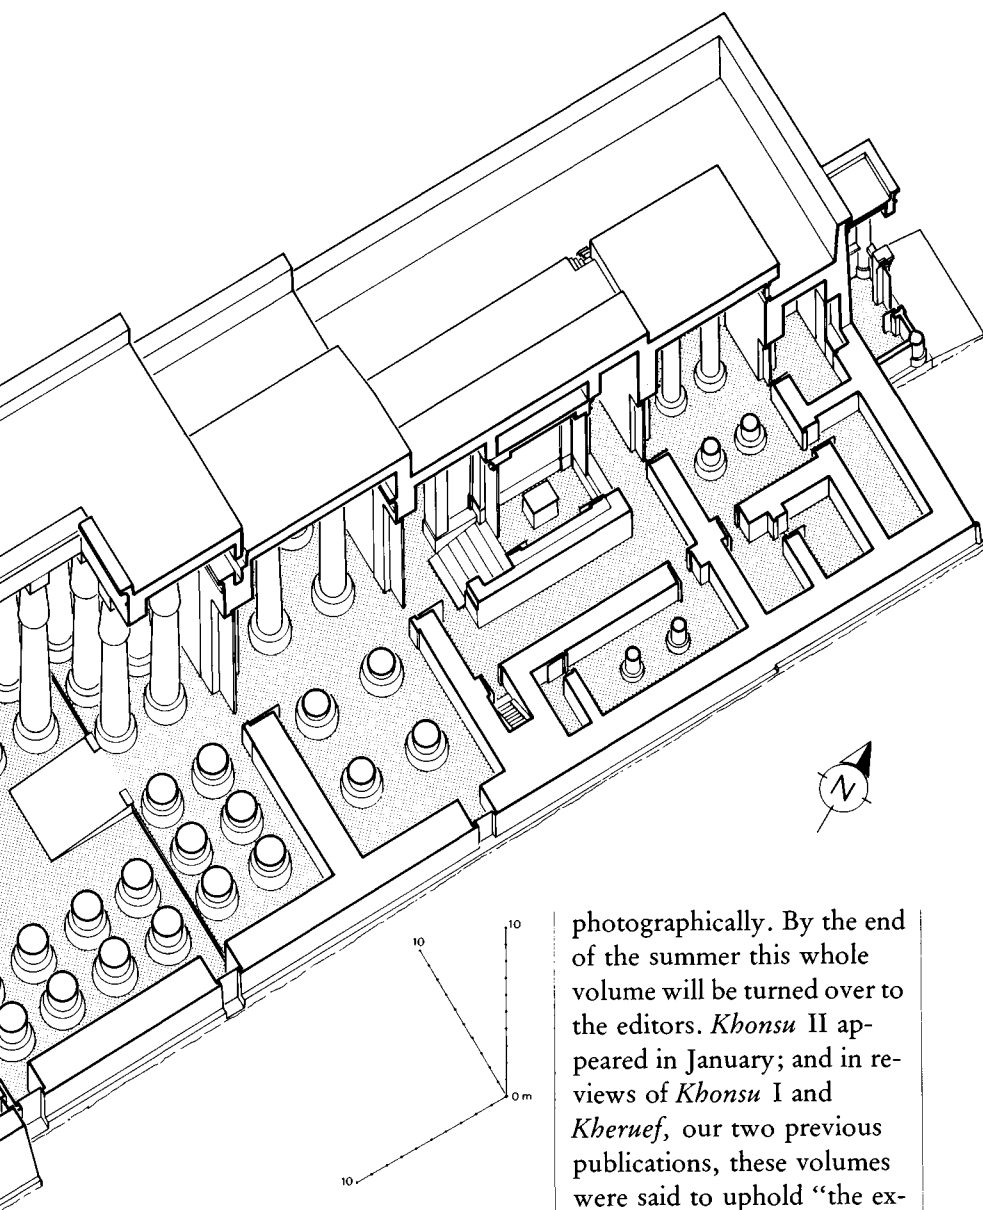 N
10
10
0 m
10
photographically. By the end
of the summer this whole
volume will be turned over to
the editors. Khonsu II ap-
peared in January; and in re-
views of Khonsu I and
Kheruef, our two previous
publications, these volumes
were said to uphold “the ex-